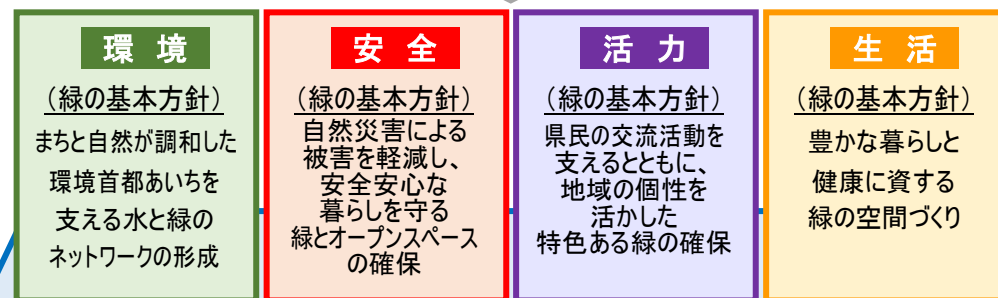 環 境
(緑の基本方針)
まちと自然が調和した
環境首都あいちを
支える水と緑の
ネットワークの形成
安 全
(緑の基本方針)
自然災害による
被害を軽減し、
安全安心な
暮らしを守る
緑とオープンスペース
の確保
活 力
(緑の基本方針)
県民の交流活動を
支えるとともに、
地域の個性を
活かした
特色ある緑の確保
生 活
(緑の基本方針)
豊かな暮らしと
健康に資する
緑の空間づくり